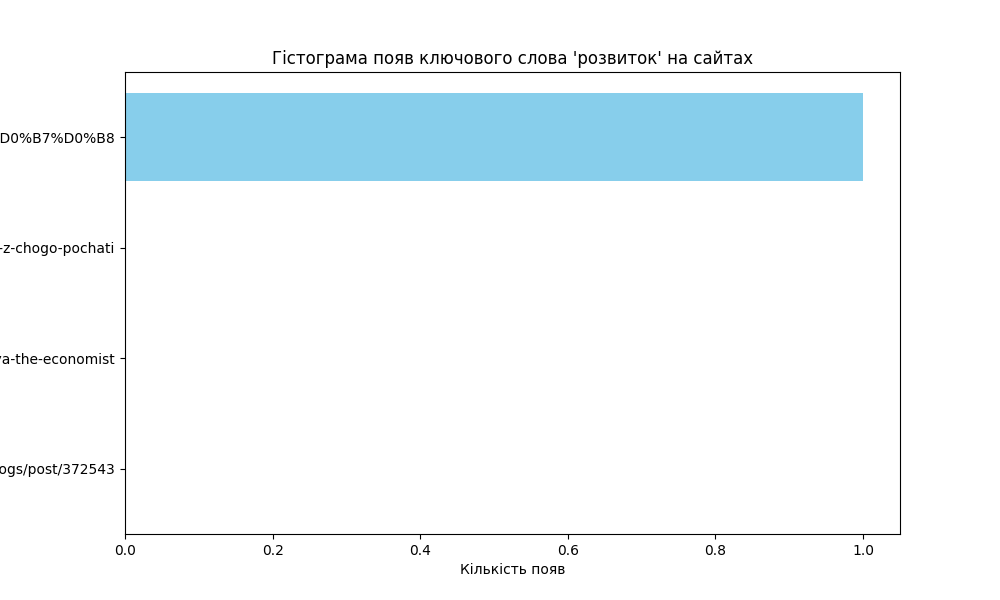 Гістограма появ ключового слова 'розвиток' на сайтах
D0%B7%D0%B8
-z-chogo-pochati
a-the-economist
ogs/post/372543
0.0 0.2 0.4 0.6 0.8 1.0
Кількість появ